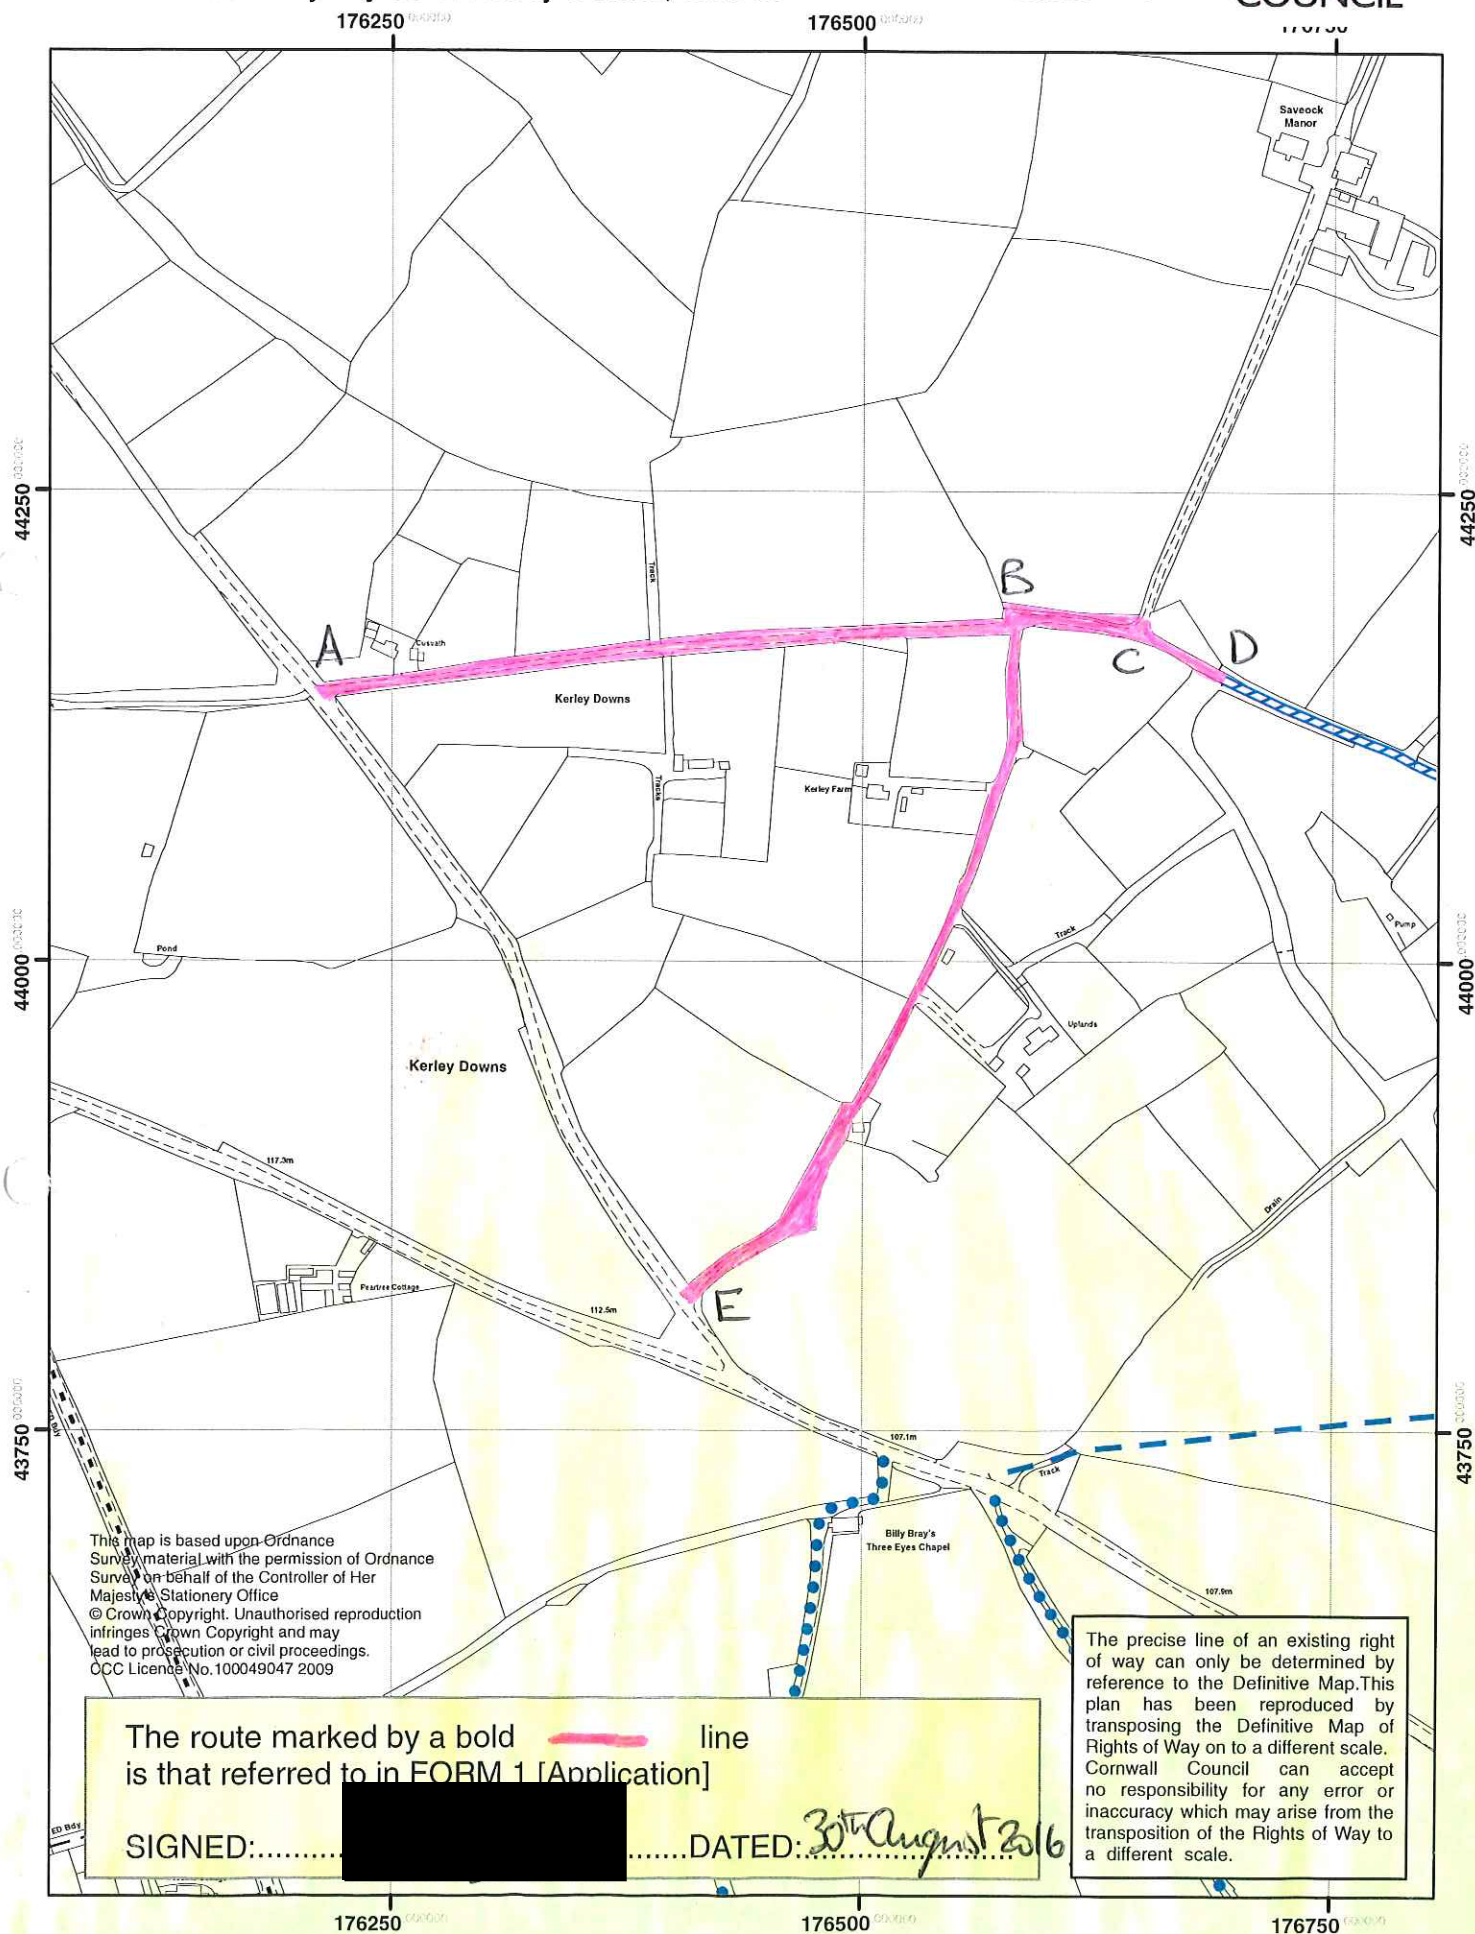 COUNCIL
176250
176500
176750
Saveock
Manor
44250
44250
Track
B
A
Cussath
C
D
Kerley Downs
Tracks
Kerley Farm
Pump
Track
Pond
44000
44000
Uplands
Kerley Downs
117.3m
Drain
Peartree Cottage
112.5m
E
43750
43750
ED Bdy
107.1m
Track
Billy Bray's
Three Eyes Chapel
107.9m
This map is based upon Ordnance
Survey material with the permission of Ordnance
Survey on behalf of the Controller of Her
Majesty's Stationery Office
© Crown Copyright. Unauthorised reproduction
infringes Crown Copyright and may
lead to prosecution or civil proceedings.
CCC Licence No.100049047 2009
The precise line of an existing right
of way can only be determined by
reference to the Definitive Map.This
plan has been reproduced by
transposing the Definitive Map of
Rights of Way on to a different scale.
Cornwall Council can accept
no responsibility for any error or
inaccuracy which may arise from the
transposition of the Rights of Way to
a different scale.
The route marked by a bold line
is that referred to in FORM 1 [Application]
SIGNED:.............DATED:30th August 2016
ED Bdy
176250
176500
176750